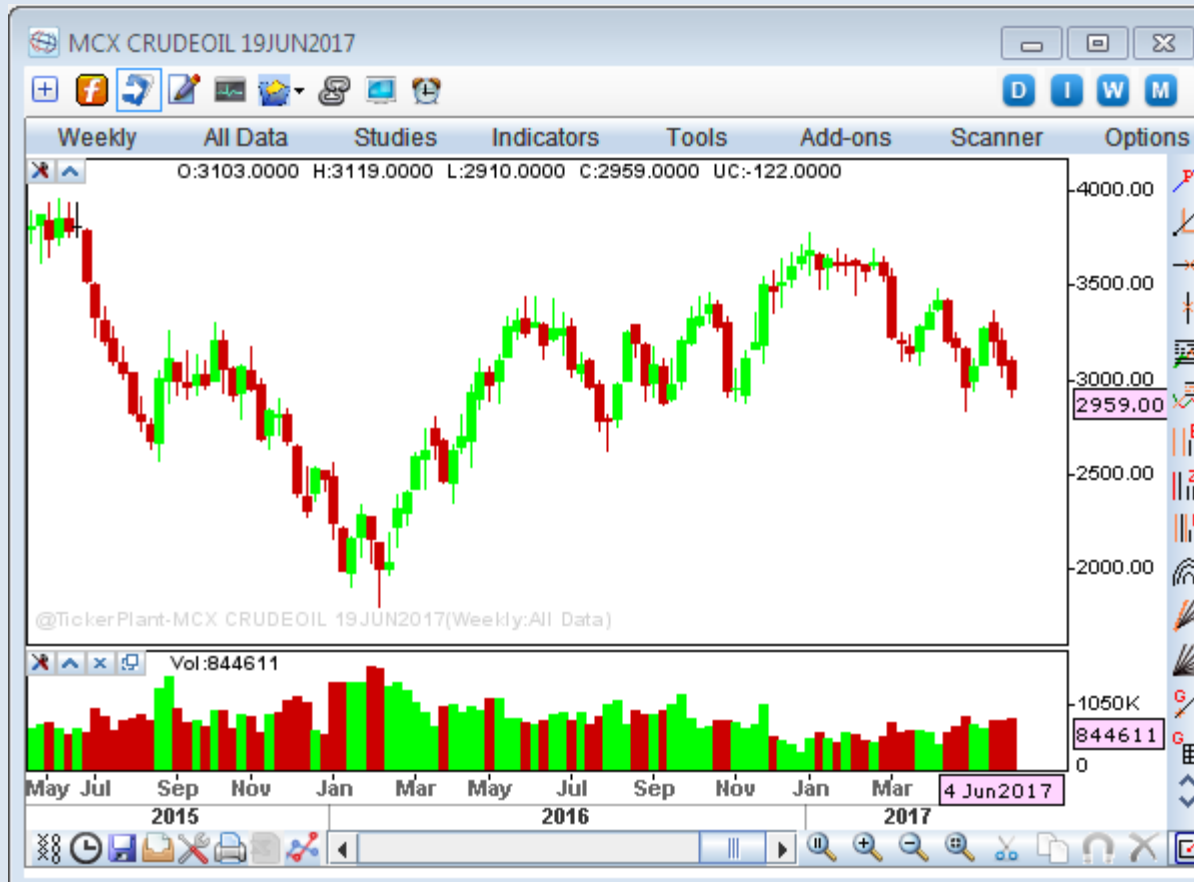 MCX CRUDEOIL 19JUN2017
D I W M
Weekly All Data Studies Indicators Tools Add-ons Scanner Options
O:3103.0000 H:3119.0000 L:2910.0000 C:2959.0000 UC:-122.0000
4000.00
3500.00
3000.00
2959.00
2500.00
2000.00
@TickerPlant-MCX CRUDEOIL 19JUN2017(Weekly:All Data)
Vol:844611
1050K
844611
0
May Jul Sep Nov Jan Mar May Jul Sep Nov Jan Mar 4 Jun2017
2015 2016 2017